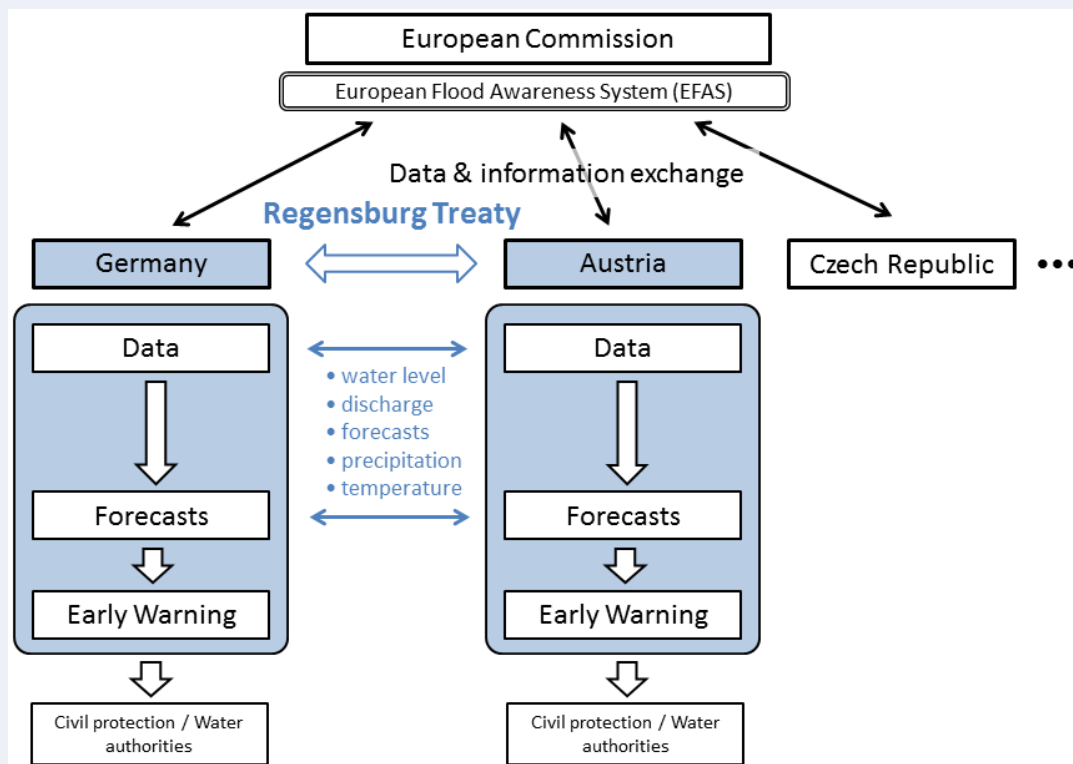 European Commission
European Flood Awareness System (EFAS)
Data & information exchange
Regensburg Treaty
Germany
Austria
Czech Republic
•••
Data
• water level
• discharge
• forecasts
• precipitation
• temperature
Data
Forecasts
Forecasts
Early Warning
Early Warning
Civil protection / Water
authorities
Civil protection / Water
authorities